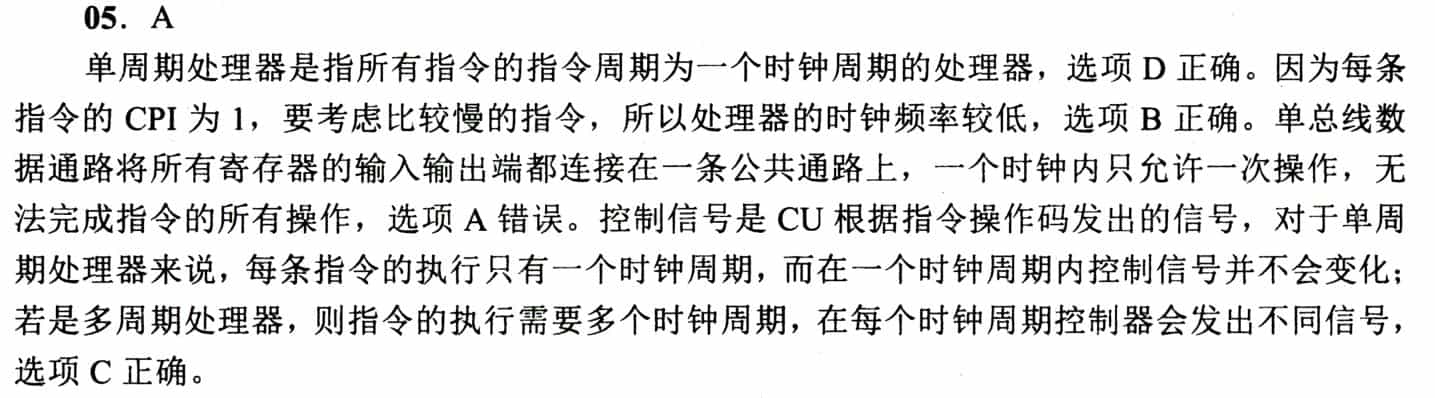 05. A
单周期处理器是指所有指令的指令周期为一个时钟周期的处理器，选项 D 正确。因为每条
指令的 CPI 为 1，要考虑比较慢的指令，所以处理器的时钟频率较低，选项 B 正确。单总线数
据通路将所有寄存器的输入输出端都连接在一条公共通路上，一个时钟内只允许一次操作，无
法完成指令的所有操作，选项 A 错误。控制信号是 CU 根据指令操作码发出的信号，对于单周
期处理器来说，每条指令的执行只有一个时钟周期，而在一个时钟周期内控制信号并不会变化；
若是多周期处理器，则指令的执行需要多个时钟周期，在每个时钟周期控制器会发出不同信号，
选项 C 正确。